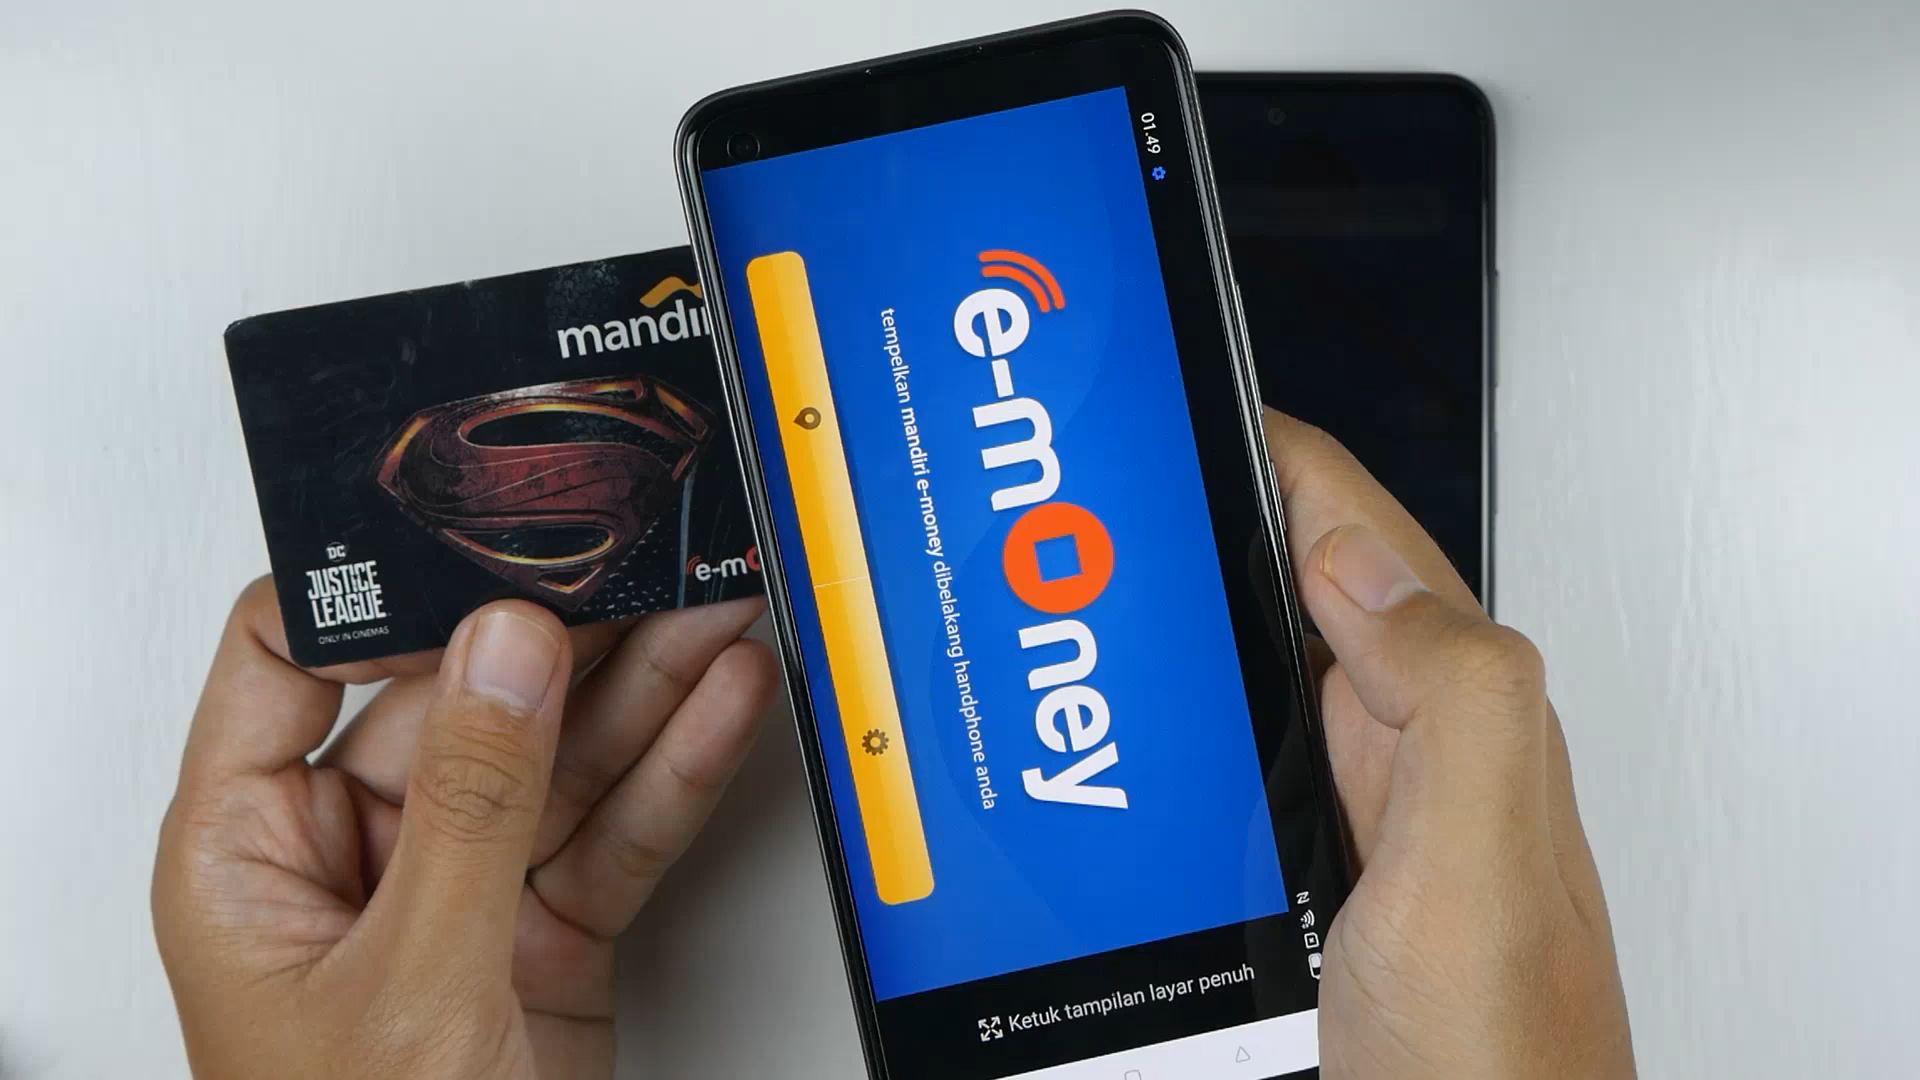 mandiri
DC
JUSTICE
LEAGUE
ONLY IN CINEMAS
e-mo
01.49
e-money
tempelkan mandiri e-money dibelakang handphone anda
Ketuk tampilan layar penuh